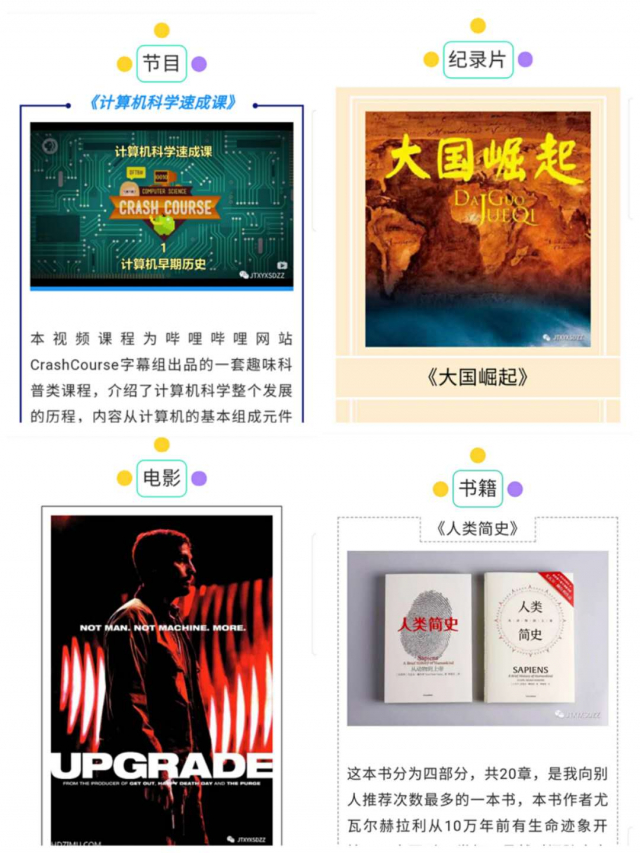 节目
《计算机科学速成课》
计算机科学速成课
COMPUTER SCIENCE
CRASH COURSE
1
计算机早期历史
JTXYXSDZZ
本视频课程为哔哩哔哩网站
CrashCourse字幕组出品的一套趣味科
普类课程，介绍了计算机科学整个发展
的历程，内容从计算机的基本组成元件
纪录片
大国崛起
DAGUO
JUEQI
JTXYXSDZZ
《大国崛起》
电影
NOT MAN. NOT MACHINE. MORE.
UPGRADE
FROM THE PRODUCER OF GET OUT, HAPPY DEATH DAY AND THE PURGE
JTXYXSDZZ
书籍
《人类简史》
人类简史
Sapiens
A Brief History of Humankind
从动物到上帝
人类
简史
SAPIENS
A Brief History of Humankind
JTXYXSDZZ
这本书分为四部分，共20章，是我向别
人推荐次数最多的一本书，本书作者尤
瓦尔赫拉利从10万年前有生命迹象开